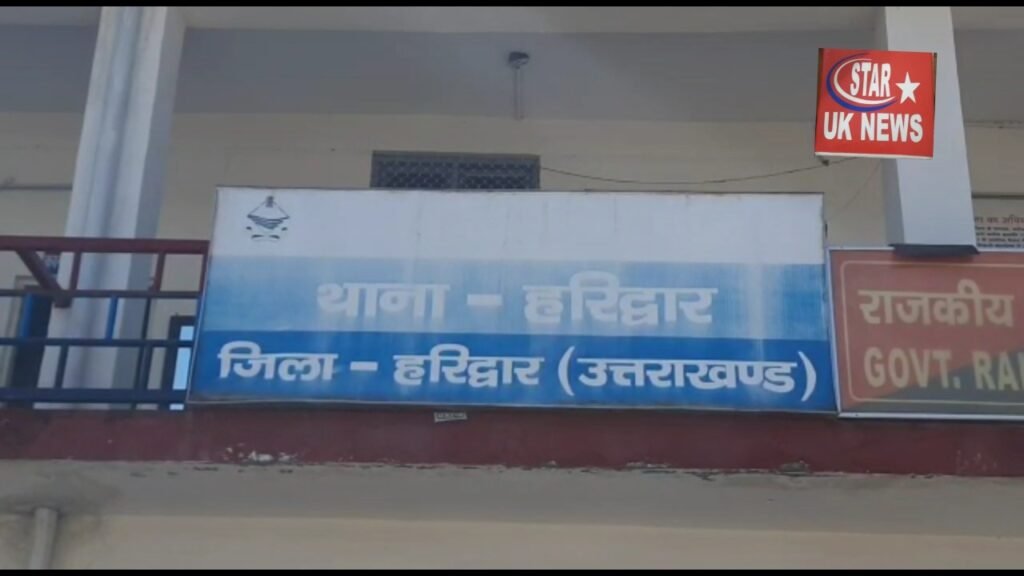 STAR
UK NEWS
थाना - हरिद्वार
जिला - हरिद्वार (उत्तराखण्ड)
राजकीय
GOVT. RA